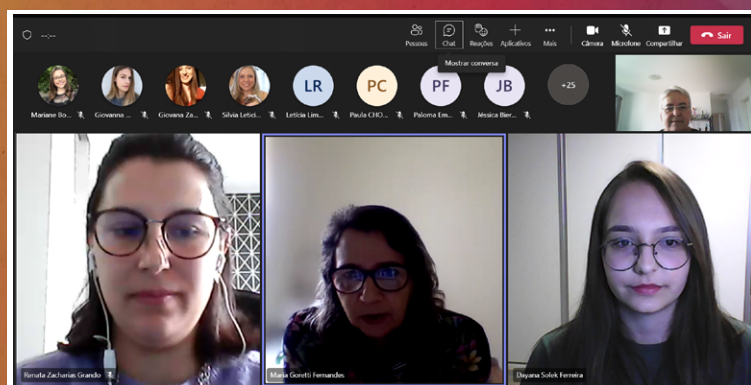 --:--
Pessoas Chat Reações Aplicativos Mais Câmera Microfone Compartilhar Sair
Mostrar conversa
LR PC PF JB +25
Mariane Bo... Giovanna ... Giovana Za... Silvia Letici... Letícia Lim... Paula CHO... Paloma Em... Jéssica Bier...
Renata Zacharias Grando Maria Goretti Fernandes Dayana Solek Ferreira